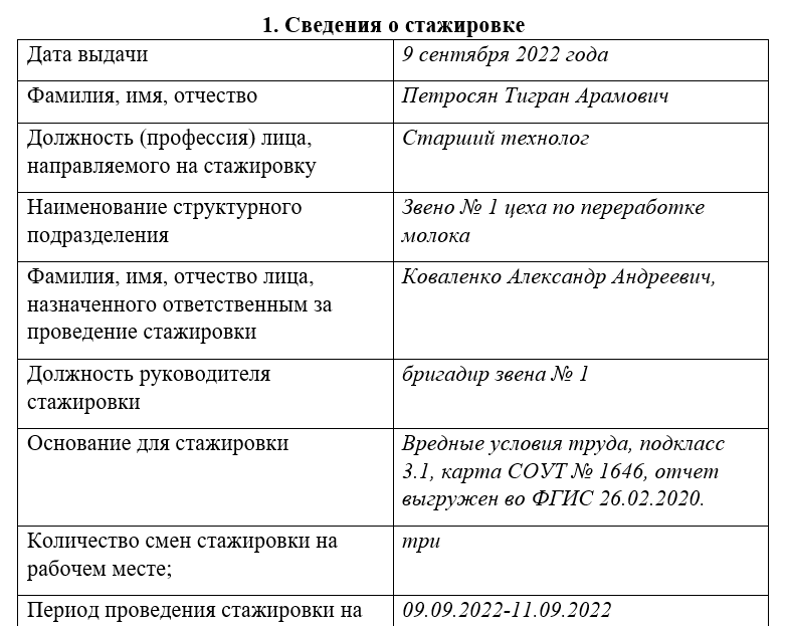 1. Сведения о стажировке
Дата выдачи
9 сентября 2022 года
Фамилия, имя, отчество
Петросян Тигран Арамович
Должность (профессия) лица,
направляемого на стажировку
Старший технолог
Наименование структурного
подразделения
Звено № 1 цеха по переработке
молока
Фамилия, имя, отчество лица,
назначенного ответственным за
проведение стажировки
Коваленко Александр Андреевич,
Должность руководителя
стажировки
бригадир звена № 1
Основание для стажировки
Вредные условия труда, подкласс
3.1, карта СОУТ № 1646, отчет
выгружен во ФГИС 26.02.2020.
Количество смен стажировки на
рабочем месте;
три
Период проведения стажировки на
09.09.2022-11.09.2022